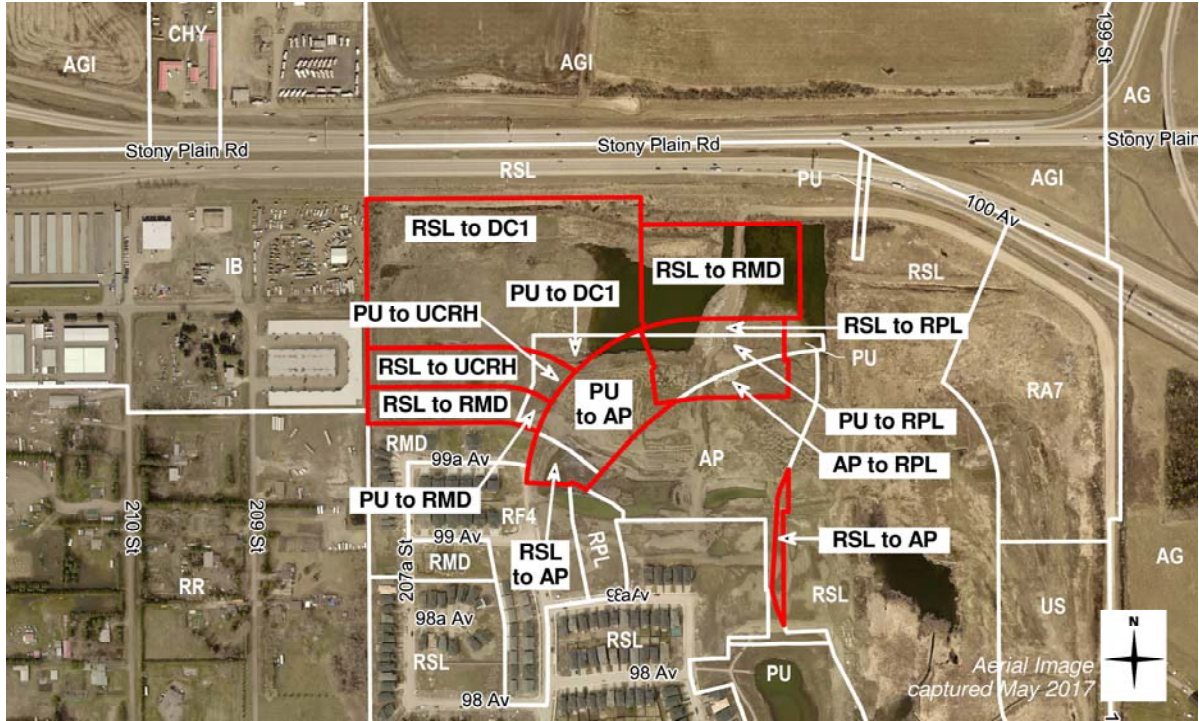 CHY
AGI
AGI
199 St
AG
Stony Plain Rd
Stony Plain Rd
Stony Plain
RSL
PU
AGI
100 Av
RSL to DC1
IB
RSL to RMD
RSL
PU to DC1
PU to UCRH
RSL to RPL
PU
RSL to UCRH
PU
to AP
RA7
RSL to RMD
PU to RPL
RMD
99a Av
AP
AP to RPL
PU to RMD
210 St
209 St
207a St
RF4
99 Av
RSL
to AP
RPL
RSL to AP
RMD
AG
RR
98a Av
98a Av
RSL
US
N
RSL
RSL
98 Av
98 Av
PU
Aerial Image
captured May 2017